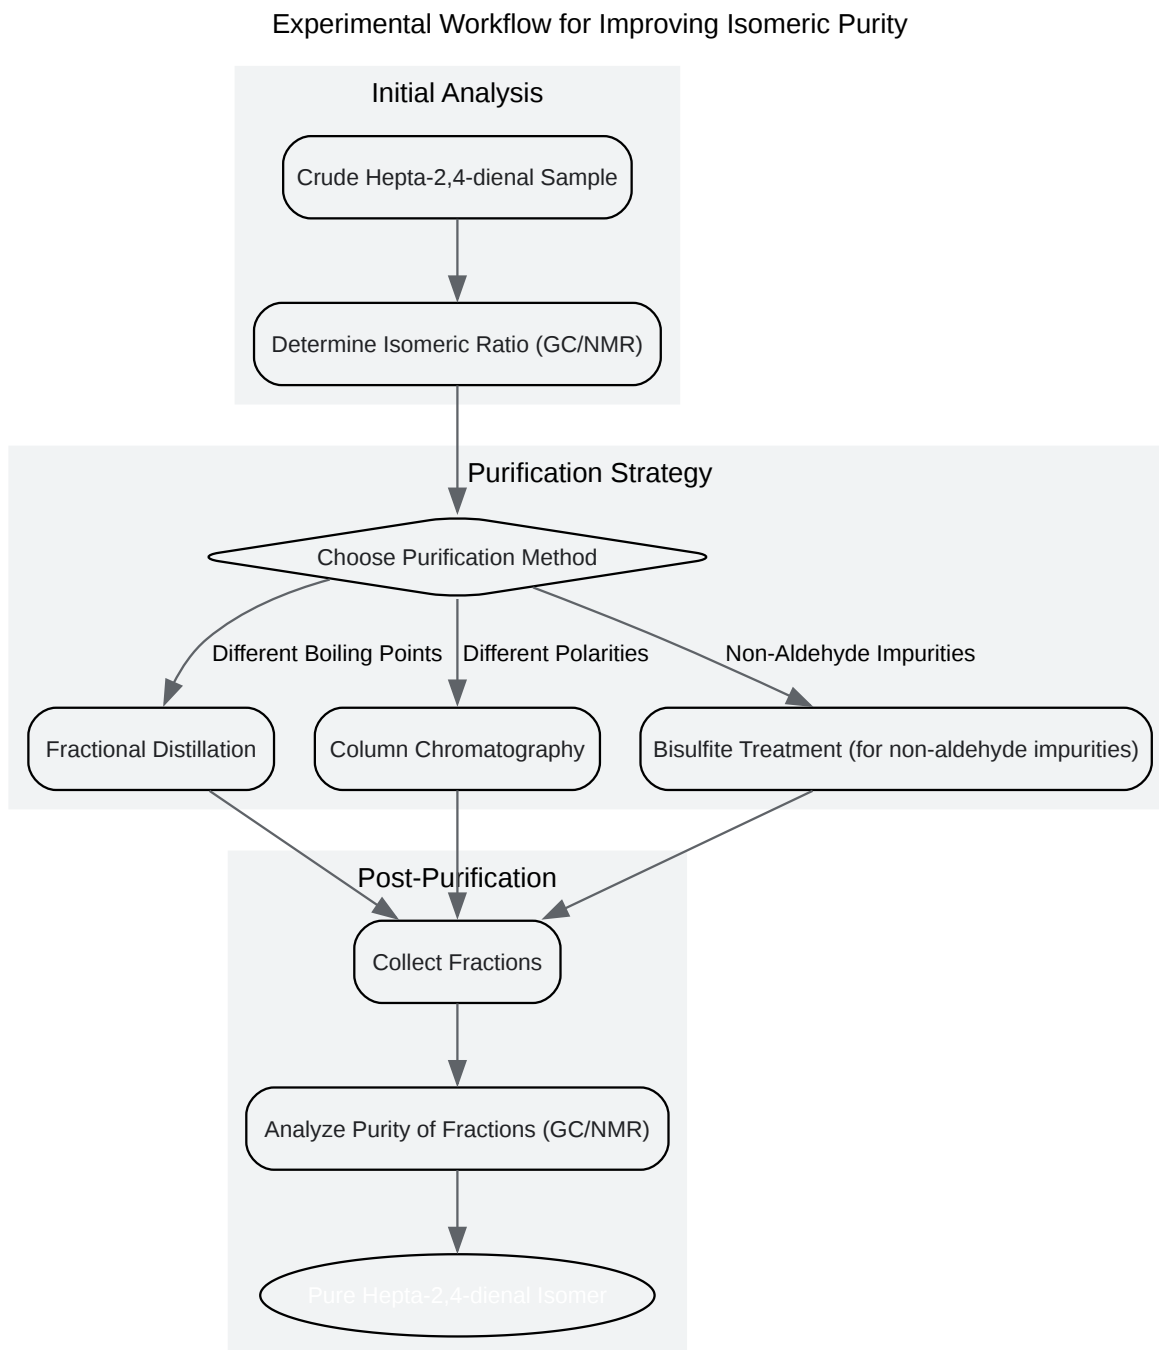 Experimental Workflow for Improving Isomeric Purity
Initial Analysis
Crude Hepta-2,4-dienal Sample
Determine Isomeric Ratio (GC/NMR)
Purification Strategy
Choose Purification Method
Different Boiling Points
Different Polarities
Non-Aldehyde Impurities
Fractional Distillation
Column Chromatography
Bisulfite Treatment (for non-aldehyde impurities)
Post-Purification
Collect Fractions
Analyze Purity of Fractions (GC/NMR)
Pure Hepta-2,4-dienal Isomer